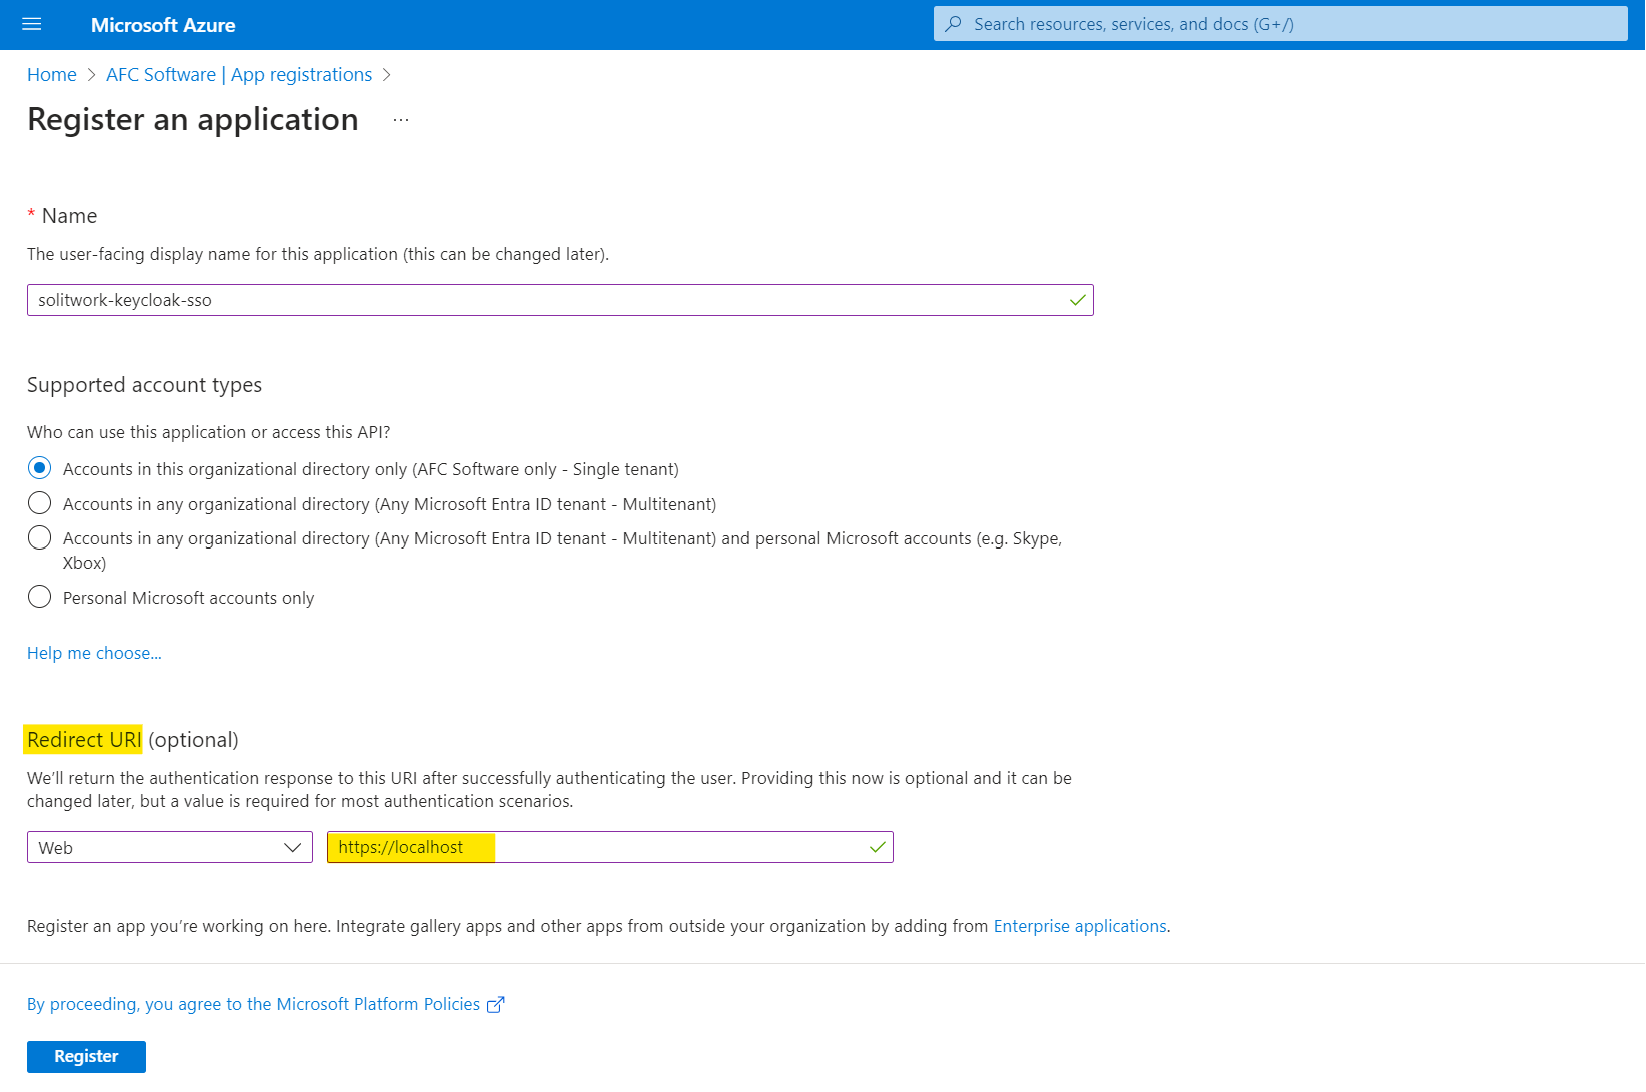 Microsoft Azure
Search resources, services, and docs (G+/)
Home > AFC Software | App registrations >
Register an application ...
* Name
The user-facing display name for this application (this can be changed later).
solitwork-keycloak-sso
Supported account types
Who can use this application or access this API?
Accounts in this organizational directory only (AFC Software only - Single tenant)
Accounts in any organizational directory (Any Microsoft Entra ID tenant - Multitenant)
Accounts in any organizational directory (Any Microsoft Entra ID tenant - Multitenant) and personal Microsoft accounts (e.g. Skype,
Xbox)
Personal Microsoft accounts only
Help me choose...
Redirect URI (optional)
We'll return the authentication response to this URI after successfully authenticating the user. Providing this now is optional and it can be
changed later, but a value is required for most authentication scenarios.
Web
https://localhost
Register an app you're working on here. Integrate gallery apps and other apps from outside your organization by adding from Enterprise applications.
By proceeding, you agree to the Microsoft Platform Policies
Register